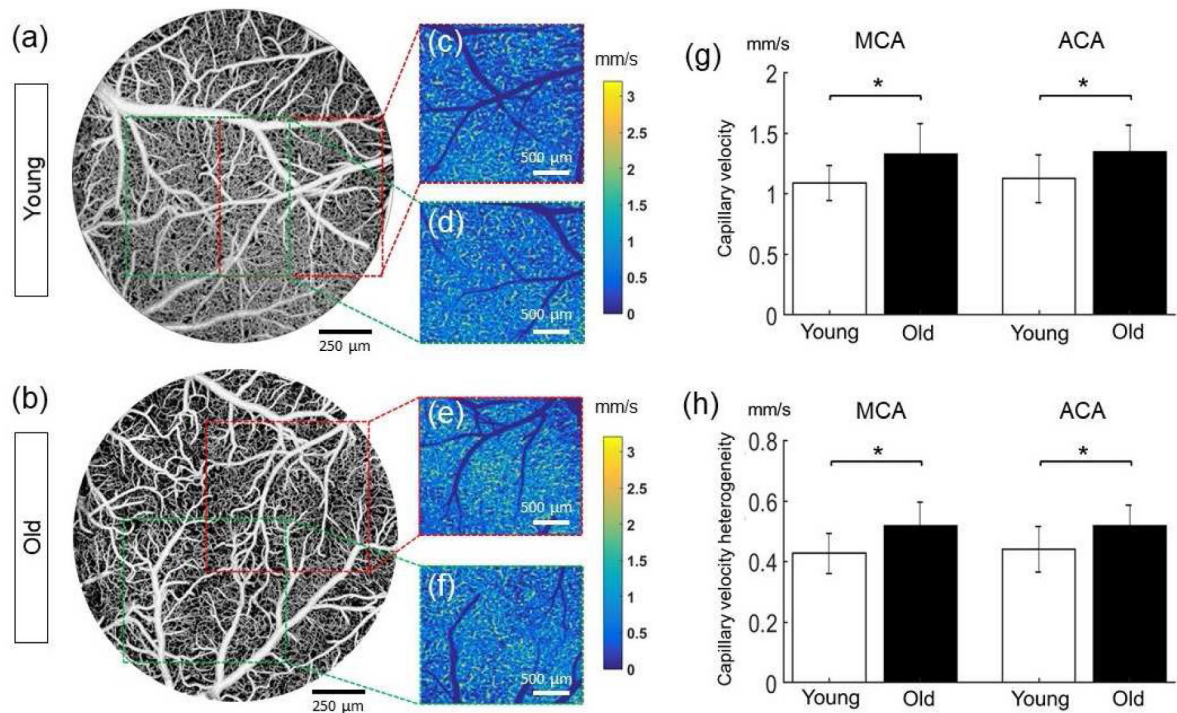 (a)
Young
250 μm
(c)
500 μm
mm/s
3
2.5
2
1.5
1
0.5
0
(d)
500 μm
(b)
Old
250 μm
(e)
500 μm
mm/s
3
2.5
2
1.5
1
0.5
0
(f)
500 μm
(g)
mm/s
MCA
ACA
Capillary velocity
2
1.5
1
0.5
0
*
*
Young
Old
Young
Old
(h)
mm/s
MCA
ACA
Capillary velocity heterogeneity
0.8
0.6
0.4
0.2
0
*
*
Young
Old
Young
Old